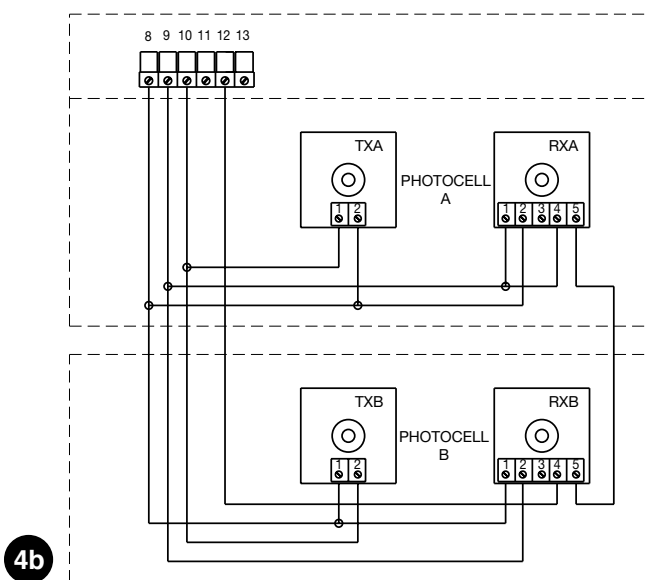 8 9 10 11 12 13
TXA
RXA
PHOTOCELL
A
1 2
1 2 3 4 5
TXB
RXB
PHOTOCELL
B
1 2
1 2 3 4 5
4b